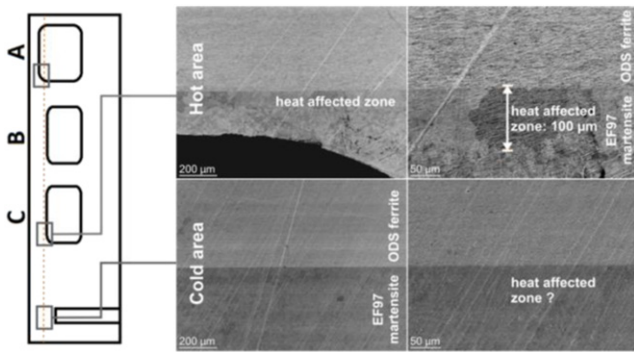 A
B
C
Hot area
heat affected zone
200 µm
ODS ferrite
EF97
martensite
heat affected
zone: 100 µm
50 µm
Cold area
ODS ferrite
EF97
martensite
200 µm
heat affected
zone ?
50 µm